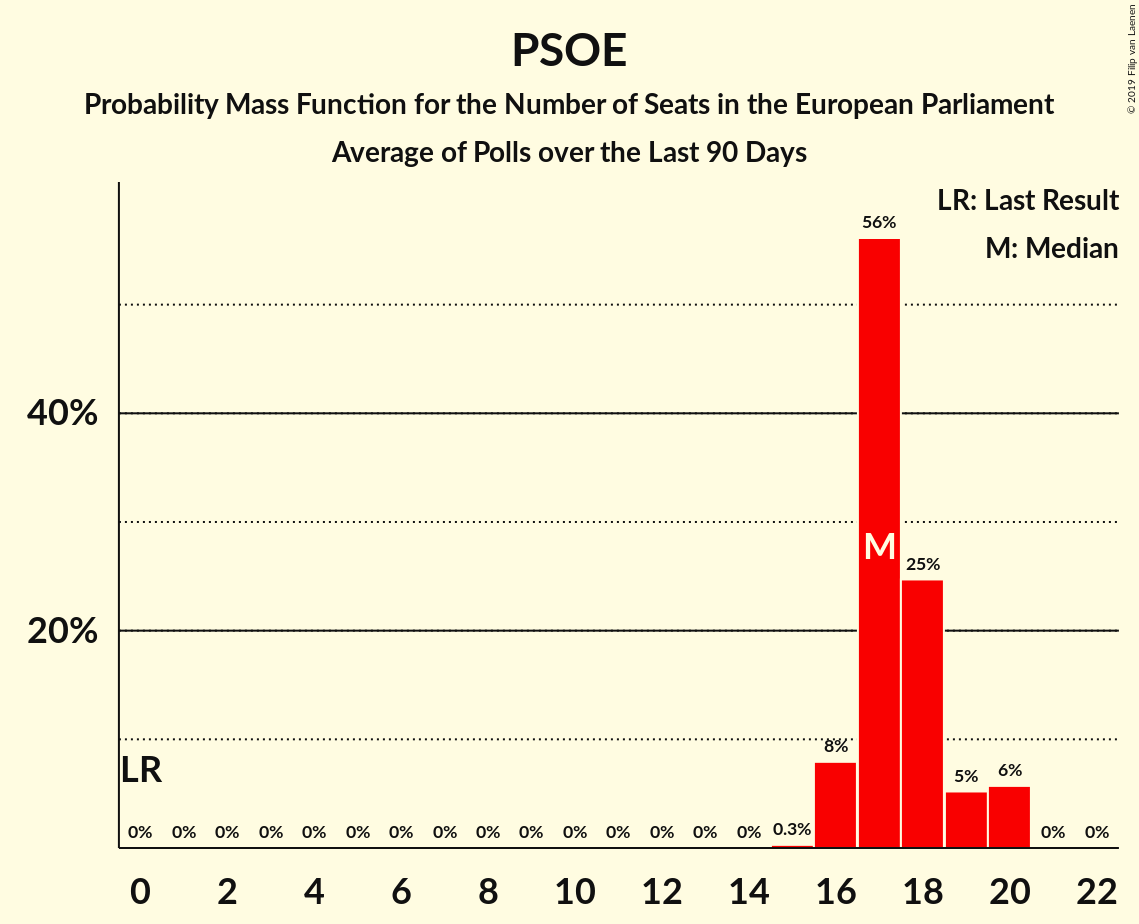 PSOE
Probability Mass Function for the Number of Seats in the European Parliament
Average of Polls over the Last 90 Days
© 2019 Filip van Laenen
LR: Last Result
M: Median
56%
40%
M
25%
20%
8%
LR
5%
6%
0% 0% 0% 0% 0% 0% 0% 0% 0% 0% 0% 0% 0% 0% 0% 0.3% 0% 0%
0 2 4 6 8 10 12 14 16 18 20 22